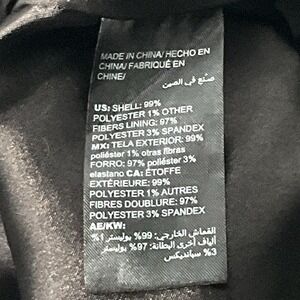 MADE IN CHINA/ HECHO EN
CHINA/ FABRIQUÉ EN
CHINE/
صنع في الصين
US: SHELL: 99%
POLYESTER 1% OTHER
FIBERS LINING: 97%
POLYESTER 3% SPANDEX
MX: TELA EXTERIOR: 99%
poliéster 1% otras fibras
FORRO: 97% poliéster 3%
elastano CA: ÉTOFFE
EXTÉRIEURE: 99%
POLYESTER 1% AUTRES
FIBRES DOUBLURE: 97%
POLYESTER 3% SPANDEX
AE/KW:
القماش الخارجي: 99% بوليستر 1%
ألياف أخرى البطانة: 97% بوليستر
3% سباندیکس